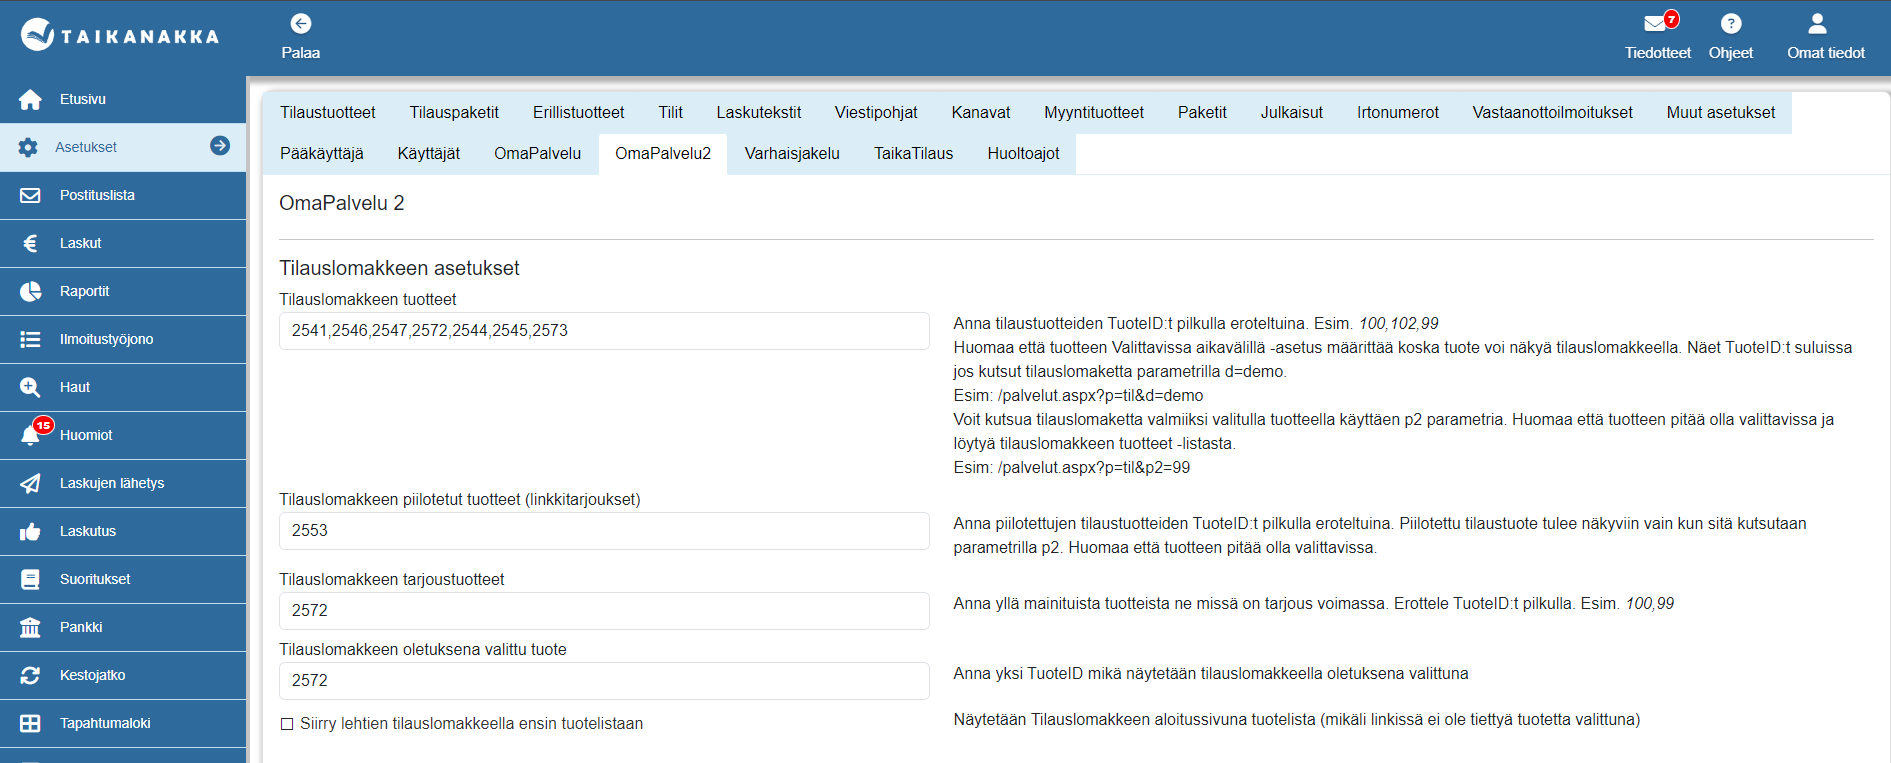 TAIKANAKKA
Palaa
7
Tiedotteet
Ohjeet
Omat tiedot
Etusivu
Asetukset
Postituslista
Laskut
Raportit
Ilmoitustyöjono
Haut
15
Huomiot
Laskujen lähetys
Laskutus
Suoritukset
Pankki
Kestojatko
Tapahtumaloki
Tilaustuotteet Tilauspaketit Erillistuotteet Tilit Laskutekstit Viestipohjat Kanavat Myyntituotteet Paketit Julkaisut Irtonumerot Vastaanottoilmoitukset Muut asetukset
Pääkäyttäjä Käyttäjät OmaPalvelu OmaPalvelu2 Varhaisjakelu TaikaTilaus Huoltoajot
OmaPalvelu 2
Tilauslomakkeen asetukset
Tilauslomakkeen tuotteet
2541,2546,2547,2572,2544,2545,2573
Anna tilaustuotteiden TuoteID:t pilkulla eroteltuina. Esim. 100,102,99
Huomaa että tuotteen Valittavissa aikavälillä -asetus määrittää koska tuote voi näkyä tilauslomakkeella. Näet TuoteID:t suluissa
jos kutsut tilauslomaketta parametrilla d=demo.
Esim: /palvelut.aspx?p=til&d=demo
Voit kutsua tilauslomaketta valmiiksi valitulla tuotteella käyttäen p2 parametria. Huomaa että tuotteen pitää olla valittavissa ja
löytyä tilauslomakkeen tuotteet -listasta.
Esim: /palvelut.aspx?p=til&p2=99
Tilauslomakkeen piilotetut tuotteet (linkkitarjoukset)
2553
Anna piilotettujen tilaustuotteiden TuoteID:t pilkulla eroteltuina. Piilotettu tilaustuote tulee näkyviin vain kun sitä kutsutaan
parametrilla p2. Huomaa että tuotteen pitää olla valittavissa.
Tilauslomakkeen tarjoustuotteet
2572
Anna yllä mainituista tuotteista ne missä on tarjous voimassa. Erottele TuoteID:t pilkulla. Esim. 100,99
Tilauslomakkeen oletuksena valittu tuote
2572
Anna yksi TuoteID mikä näytetään tilauslomakkeella oletuksena valittuna
Siirry lehtien tilauslomakkeella ensin tuotelistaan
Näytetään Tilauslomakkeen aloitussivuna tuotelista (mikäli linkissä ei ole tiettyä tuotetta valittuna)